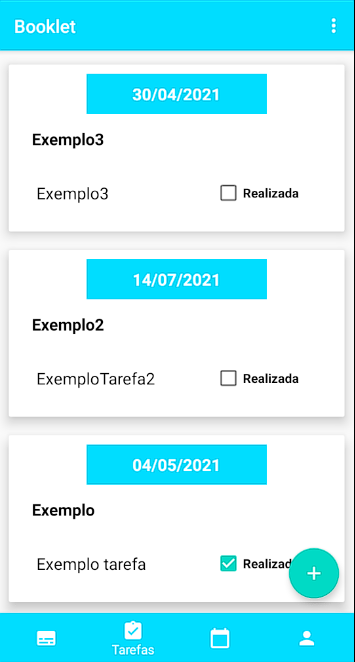 Booklet
30/04/2021
Exemplo3
Exemplo3 Realizada
14/07/2021
Exemplo2
ExemploTarefa2 Realizada
04/05/2021
Exemplo
Exemplo tarefa Realizad
Tarefas